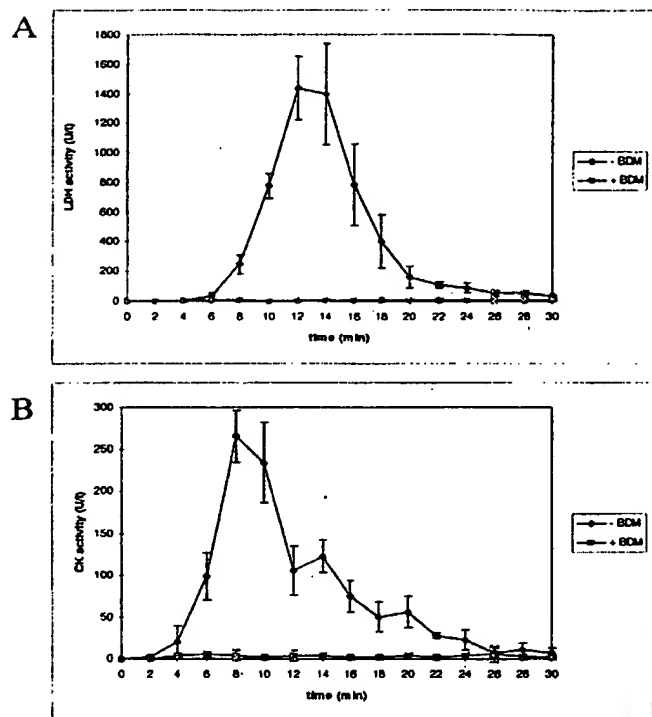 A
1800
1600
1400
1200
1000
800
600
400
200
0
LDH activity (U/l)
0 2 4 6 8 10 12 14 16 18 20 22 24 26 28 30
time (min)
- BDM
+ BDM
B
300
250
200
150
100
50
0
CK activity (U/l)
0 2 4 6 8 10 12 14 16 18 20 22 24 26 28 30
time (min)
- BDM
+ BDM